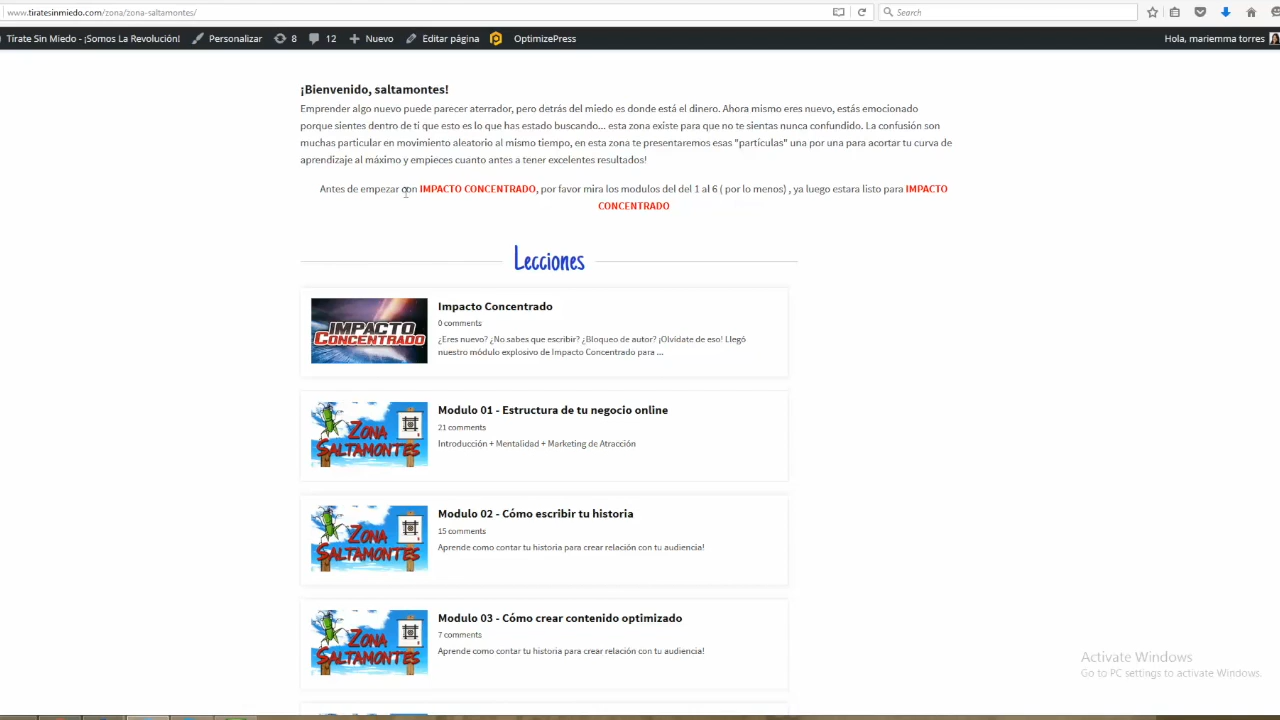 www.tiratesinmiedo.com/zona/zona-saltamontes/
Search
Tírate Sin Miedo - ¡Somos La Revolución!
Personalizar
8
12
Nuevo
Editar página
OptimizePress
Hola, mariemma torres
¡Bienvenido, saltamontes!
Emprender algo nuevo puede parecer aterrador, pero detrás del miedo es donde está el dinero. Ahora mismo eres nuevo, estás emocionado
porque sientes dentro de ti que esto es lo que has estado buscando... esta zona existe para que no te sientas nunca confundido. La confusión son
muchas particular en movimiento aleatorio al mismo tiempo, en esta zona te presentaremos esas "partículas" una por una para acortar tu curva de
aprendizaje al máximo y empieces cuanto antes a tener excelentes resultados!
Antes de empezar con IMPACTO CONCENTRADO, por favor mira los modulos del del 1 al 6 ( por lo menos) , ya luego estara listo para IMPACTO
CONCENTRADO
Lecciones
IMPACTO
CONCENTRADO
Impacto Concentrado
0 comments
¿Eres nuevo? ¿No sabes que escribir? ¿Bloqueo de autor? ¡Olvídate de eso! Llegó
nuestro módulo explosivo de Impacto Concentrado para ...
ZONA
SALTAMONTES
Modulo 01 - Estructura de tu negocio online
21 comments
Introducción + Mentalidad + Marketing de Atracción
ZONA
SALTAMONTES
Modulo 02 - Cómo escribir tu historia
15 comments
Aprende como contar tu historia para crear relación con tu audiencia!
ZONA
SALTAMONTES
Modulo 03 - Cómo crear contenido optimizado
7 comments
Aprende como contar tu historia para crear relación con tu audiencia!
Activate Windows
Go to PC settings to activate Windows.